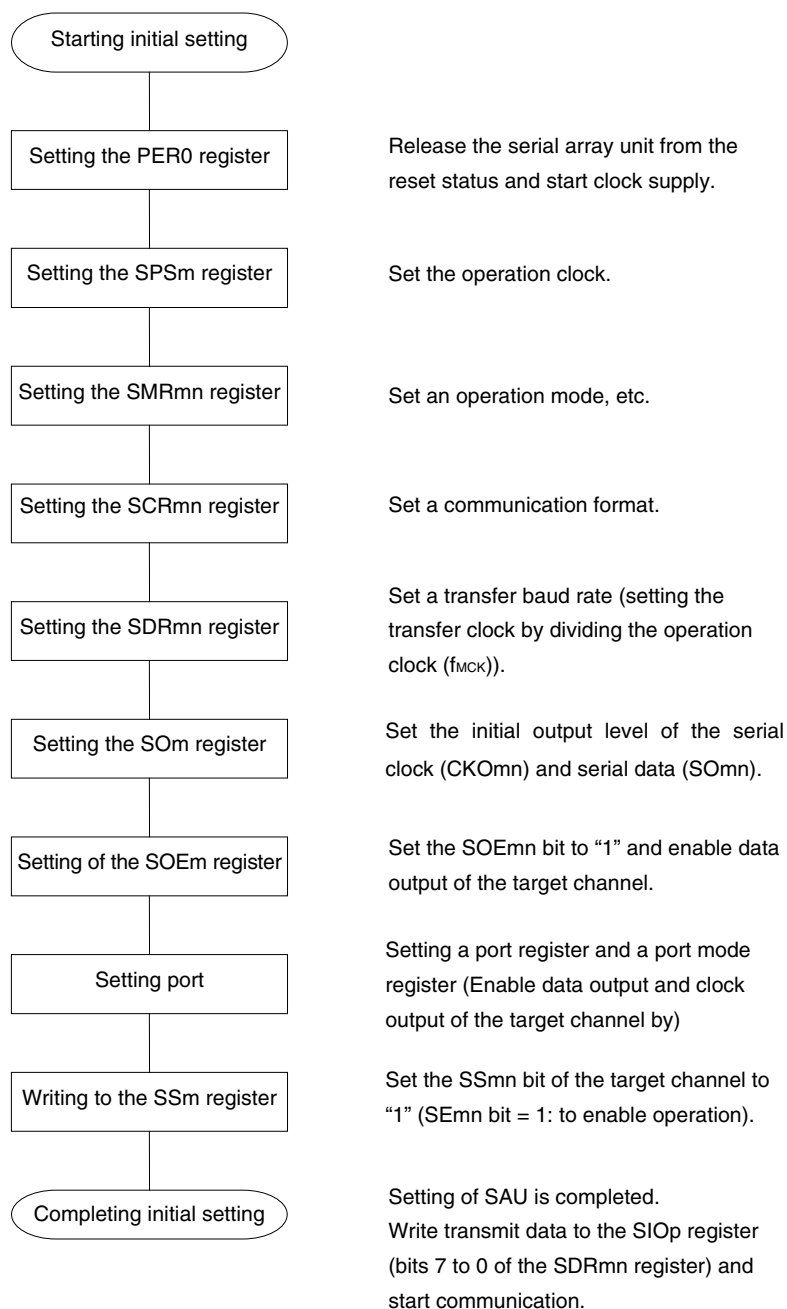 Starting initial setting
Setting the PER0 register
Release the serial array unit from the
reset status and start clock supply.
Setting the SPSm register
Set the operation clock.
Setting the SMRmn register
Set an operation mode, etc.
Setting the SCRmn register
Set a communication format.
Setting the SDRmn register
Set a transfer baud rate (setting the
transfer clock by dividing the operation
clock (fMCK)).
Setting the SOm register
Set the initial output level of the serial
clock (CKOmn) and serial data (SOmn).
Setting of the SOEm register
Set the SOEmn bit to “1” and enable data
output of the target channel.
Setting port
Setting a port register and a port mode
register (Enable data output and clock
output of the target channel by)
Writing to the SSm register
Set the SSmn bit of the target channel to
“1” (SEmn bit = 1: to enable operation).
Completing initial setting
Setting of SAU is completed.
Write transmit data to the SIOp register
(bits 7 to 0 of the SDRmn register) and
start communication.